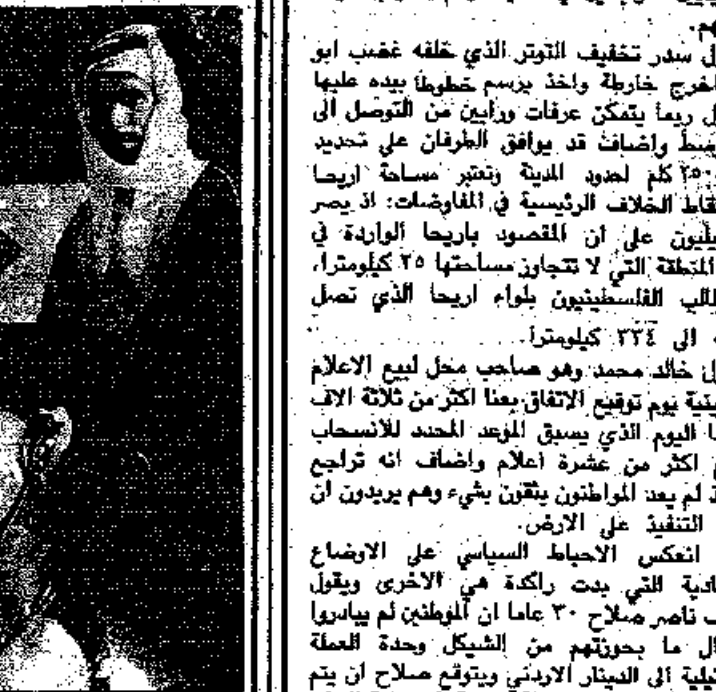 هم.
ل سدر تخفيف التوتر الذي خلفه غضب ابو
اخرج خارطة واخذ يرسم خطوطا بيده عليها
ل ربما يتمكن عرفات ورابين من التوصل الى
واضافت قد يوافق الطرفان على تحديد
٢٥٠ كلم لحدود المدينة وتعتبر مساحة اريحا
قاط الخلاف الرئيسية في المفاوضات: اذ يصر
يليون على ان المقصود باريحا الواردة في
المنطقة التي لا تتجاوز مساحتها ٢٥ كيلومترا،
طالب الفلسطينيون بلواء اريحا الذي تصل
الى ٣٣٤ كيلومترا.
ل خالد محمد وهو صاحب محل لبيع الاعلام
ينية يوم توقيع الاتفاق بعنا اكثر من ثلاثة الاف
ا اليوم الذي يسبق الموعد المحدد للانسحاب
اكثر من عشرة اعلام واضاف انه تراجع
ذ لم يعد المواطنون يثقون بشيء وهم يريدون ان
التنفيذ على الارض.
انعكس الاحباط السياسي على الاوضاع
ادية التي بدت راكدة هي الاخرى ويقول
ناصر صلاح ٣٠ عاما ان الموطنين لم يبادروا
ال ما بحوزتهم من الشيكل وحدة العملة
يلية الى الدينار الاردني ويتوقع صلاح ان يتم